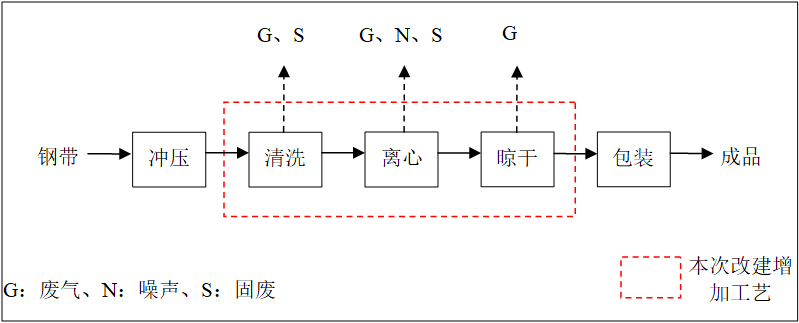 G、S
G、N、S
G
钢带
冲压
清洗
离心
晾干
包装
成品
G：废气、N：噪声、S：固废
本次改建增
加工艺